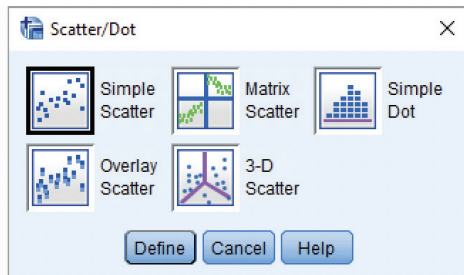 Scatter/Dot
Simple
Scatter
Matrix
Scatter
Simple
Dot
Overlay
Scatter
3-D
Scatter
Define Cancel Help